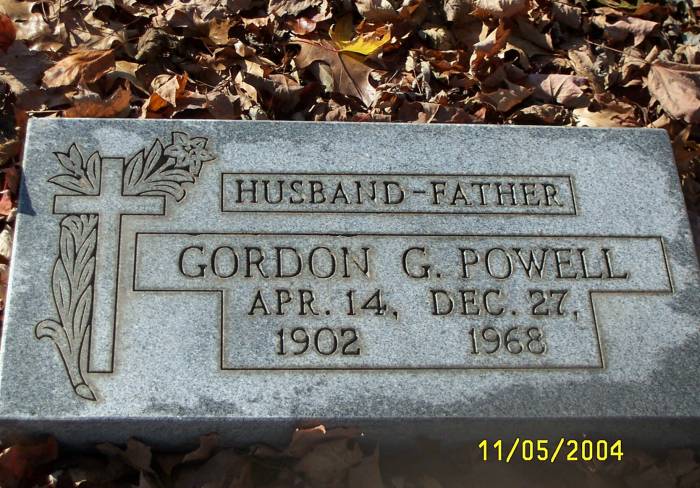 HUSBAND-FATHER
GORDON G. POWELL
APR. 14, DEC. 27,
1902 1968
11/05/2004